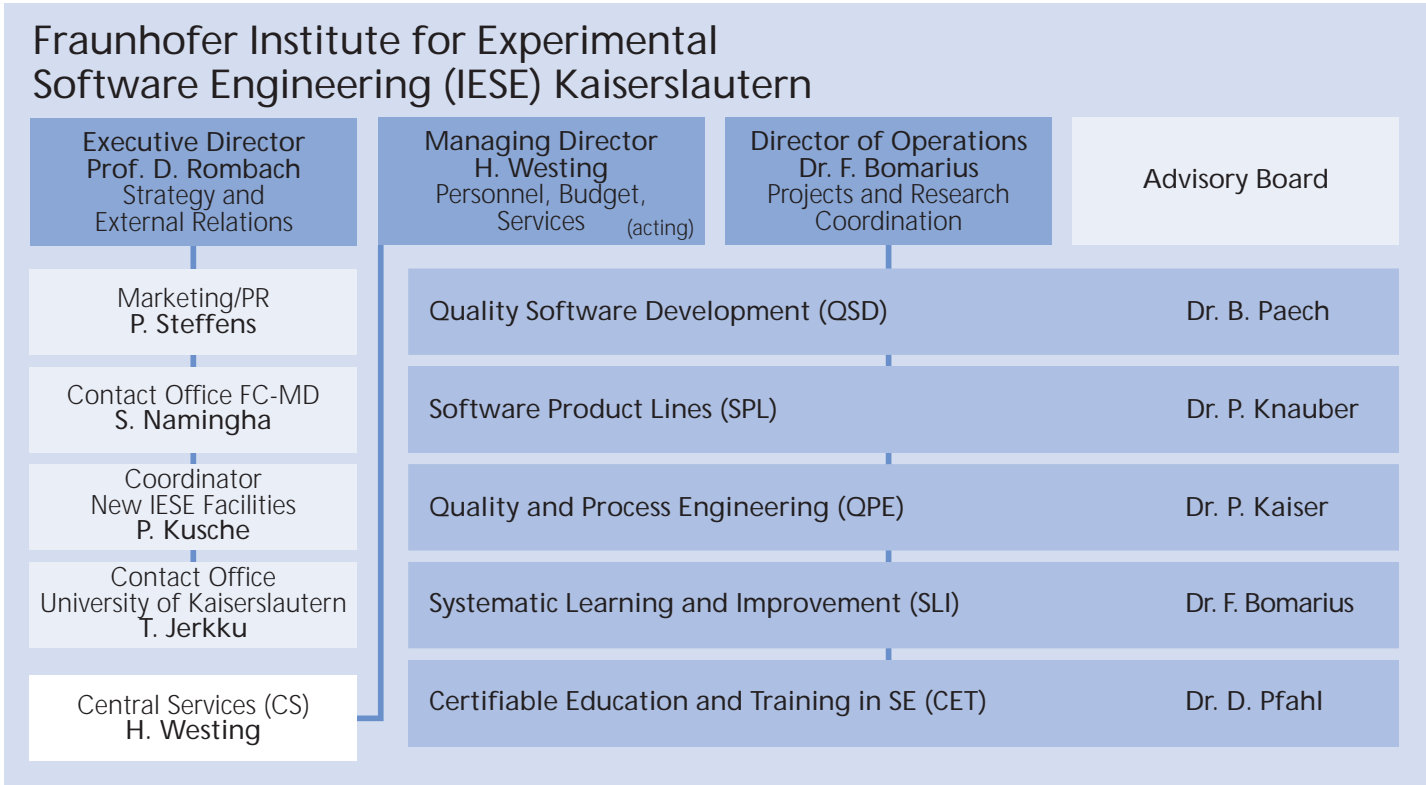 Fraunhofer Institute for Experimental
Software Engineering (IESE) Kaiserslautern
Executive Director
Prof. D. Rombach
Strategy and
External Relations
Managing Director
H. Westing
Personnel, Budget,
Services (acting)
Director of Operations
Dr. F. Bomarius
Projects and Research
Coordination
Advisory Board
Marketing/PR
P. Steffens
Contact Office FC-MD
S. Namingha
Coordinator
New IESE Facilities
P. Kusche
Contact Office
University of Kaiserslautern
T. Jerkku
Central Services (CS)
H. Westing
Quality Software Development (QSD) Dr. B. Paech
Software Product Lines (SPL) Dr. P. Knauber
Quality and Process Engineering (QPE) Dr. P. Kaiser
Systematic Learning and Improvement (SLI) Dr. F. Bomarius
Certifiable Education and Training in SE (CET) Dr. D. Pfahl